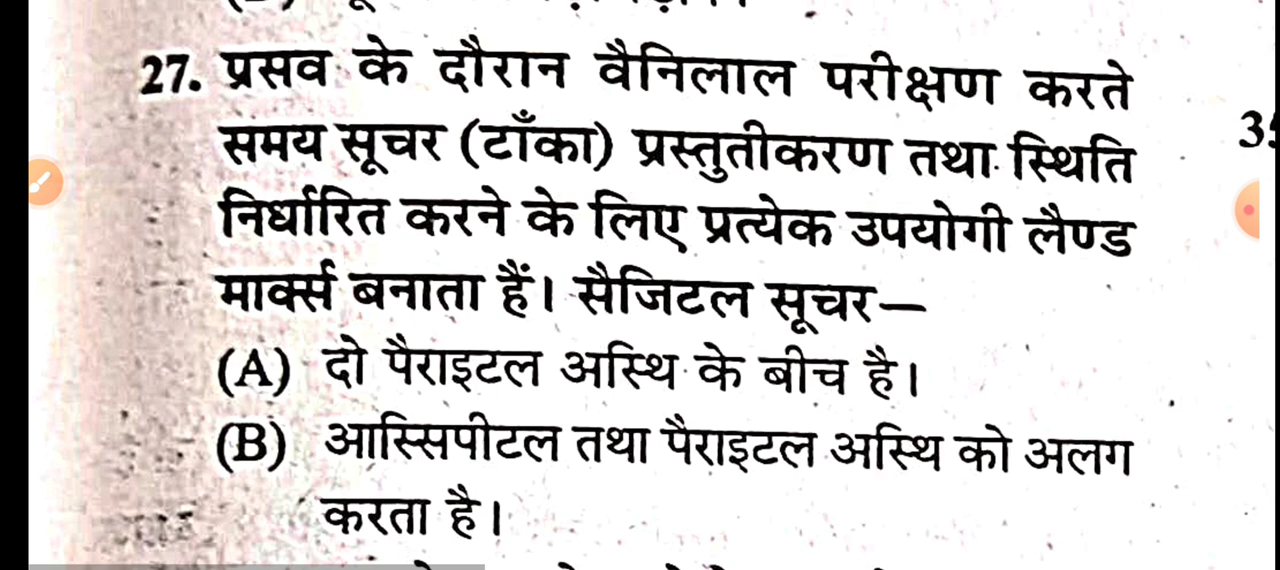 27. प्रसव के दौरान वैनिलाल परीक्षण करते
समय सूचर (टाँका) प्रस्तुतीकरण तथा स्थिति
निर्धारित करने के लिए प्रत्येक उपयोगी लैण्ड
मार्क्स बनाता हैं। सैजिटल सूचर—
(A) दो पैराइटल अस्थि के बीच है।
(B) आस्सिपीटल तथा पैराइटल अस्थि को अलग
करता है।